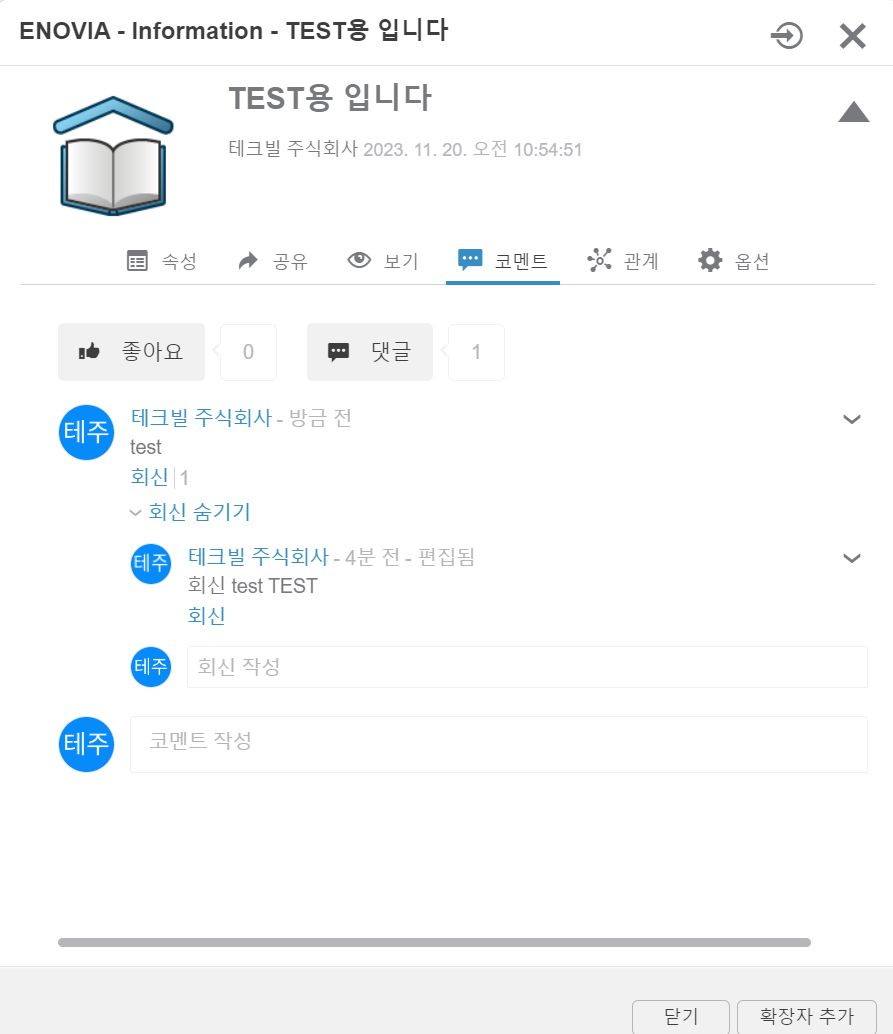 ENOVIA - Information - TEST용 입니다
TEST용 입니다
테크빌 주식회사 2023. 11. 20. 오전 10:54:51
속성 공유 보기 코멘트 관계 옵션
좋아요 0 댓글 1
테주 테크빌 주식회사 - 방금 전
test
회신 1
회신 숨기기
테주 테크빌 주식회사 - 4분 전 - 편집됨
회신 test TEST
회신
테주 회신 작성
테주 코멘트 작성
닫기 확장자 추가